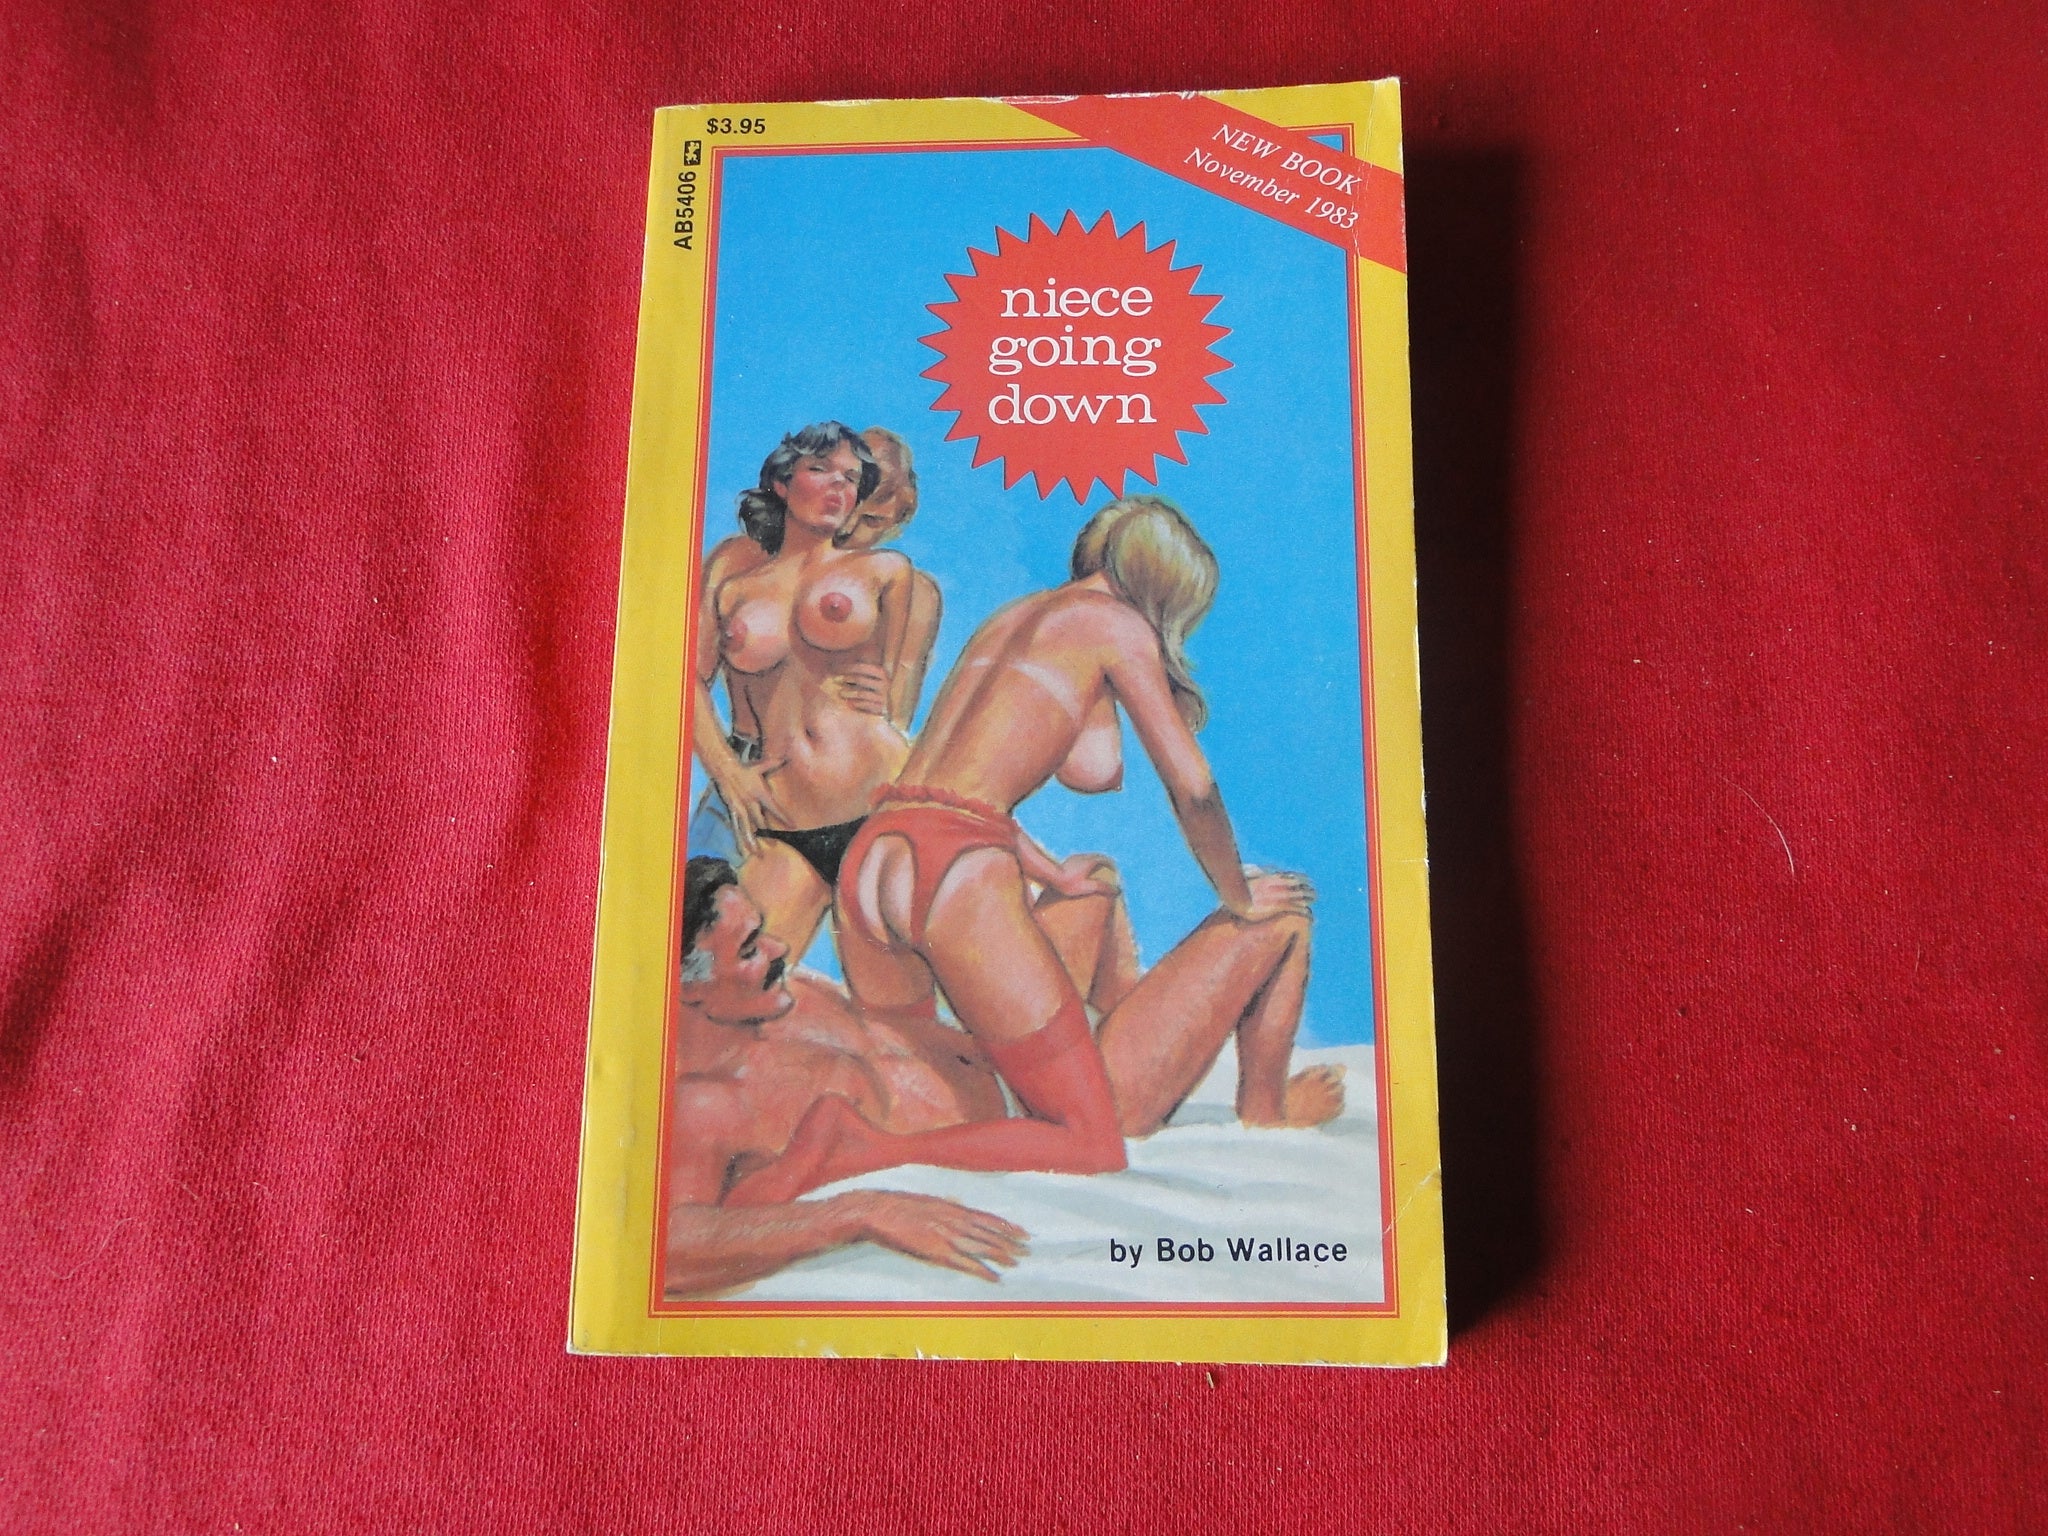 $3.95
AB5406
NEW BOOK
November 1983
niece
going
down
by Bob Wallace